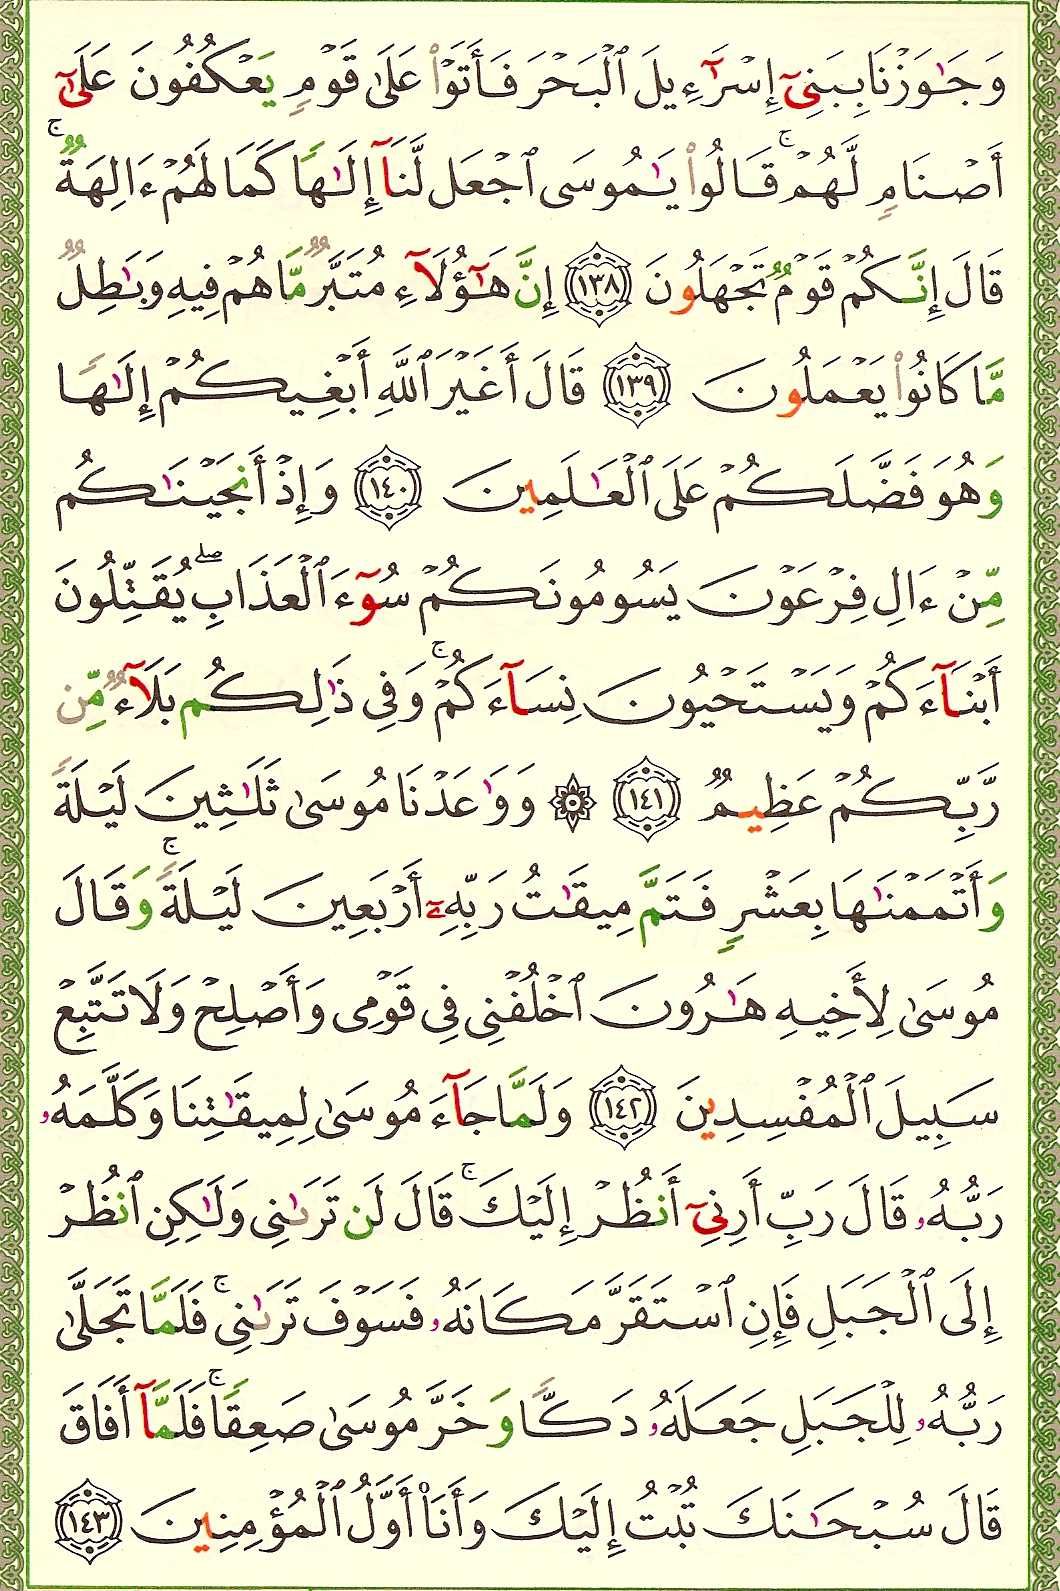 وَجَٰوَزْنَا بِبَنِىٓ إِسْرَٰٓءِيلَ ٱلْبَحْرَ فَأَتَوْا۟ عَلَىٰ قَوْمٍ يَعْكُفُونَ عَلَىٰٓ
أَصْنَامٍ لَّهُمْ ۚ قَالُوا۟ يَٰمُوسَى ٱجْعَل لَّنَآ إِلَٰهًا كَمَا لَهُمْ ءَالِهَةٌ ۚ
قَالَ إِنَّكُمْ قَوْمٌ تَجْهَلُونَ ١٣٨ إِنَّ هَٰٓؤُلَآءِ مُتَبَّرٌ مَّا هُمْ فِيهِ وَبَٰطِلٌ
مَّا كَانُوا۟ يَعْمَلُونَ ١٣٩ قَالَ أَغَيْرَ ٱللَّهِ أَبْغِيكُمْ إِلَٰهًا
وَهُوَ فَضَّلَكُمْ عَلَى ٱلْعَٰلَمِينَ ١٤٠ وَإِذْ أَنجَيْنَٰكُم
مِّنْ ءَالِ فِرْعَوْنَ يَسُومُونَكُمْ سُوٓءَ ٱلْعَذَابِ ۖ يُقَتِّلُونَ
أَبْنَآءَكُمْ وَيَسْتَحْيُونَ نِسَآءَكُمْ ۚ وَفِى ذَٰلِكُم بَلَآءٌ مِّن
رَّبِّكُمْ عَظِيمٌ ١٤١ ۞ وَوَٰعَدْنَا مُوسَىٰ ثَلَٰثِينَ لَيْلَةً
وَأَتْمَمْنَٰهَا بِعَشْرٍ فَتَمَّ مِيقَٰتُ رَبِّهِۦٓ أَرْبَعِينَ لَيْلَةً ۚ وَقَالَ
مُوسَىٰ لِأَخِيهِ هَٰرُونَ ٱخْلُفْنِى فِى قَوْمِى وَأَصْلِحْ وَلَا تَتَّبِعْ
سَبِيلَ ٱلْمُفْسِدِينَ ١٤٢ وَلَمَّا جَآءَ مُوسَىٰ لِمِيقَٰتِنَا وَكَلَّمَهُۥ
رَبُّهُۥ قَالَ رَبِّ أَرِنِىٓ أَنظُرْ إِلَيْكَ ۚ قَالَ لَن تَرَىٰنِى وَلَٰكِنِ ٱنظُرْ
إِلَى ٱلْجَبَلِ فَإِنِ ٱسْتَقَرَّ مَكَانَهُۥ فَسَوْفَ تَرَىٰنِى ۚ فَلَمَّا تَجَلَّىٰ
رَبُّهُۥ لِلْجَبَلِ جَعَلَهُۥ دَكًّا وَخَرَّ مُوسَىٰ صَعِقًا ۚ فَلَمَّآ أَفَاقَ
قَالَ سُبْحَٰنَكَ تُبْتُ إِلَيْكَ وَأَنَا۠ أَوَّلُ ٱلْمُؤْمِنِينَ ١٤٣